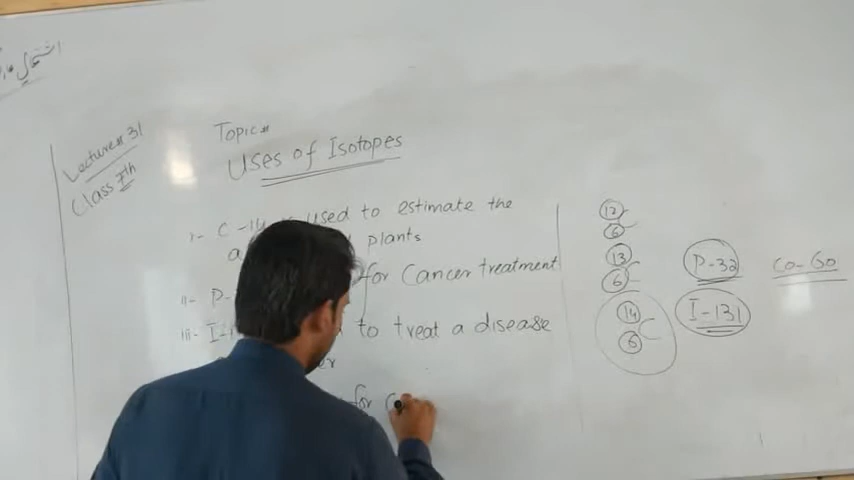 Lecture# 31
Class 7th
Topic#
Uses of Isotopes
i- C-14 used to estimate the
plants
ii- P- for Cancer treatment
iii- I- to treat a disease
for
12
6 C
13
6 C
14
6 C
P-32
I-131
Co-60